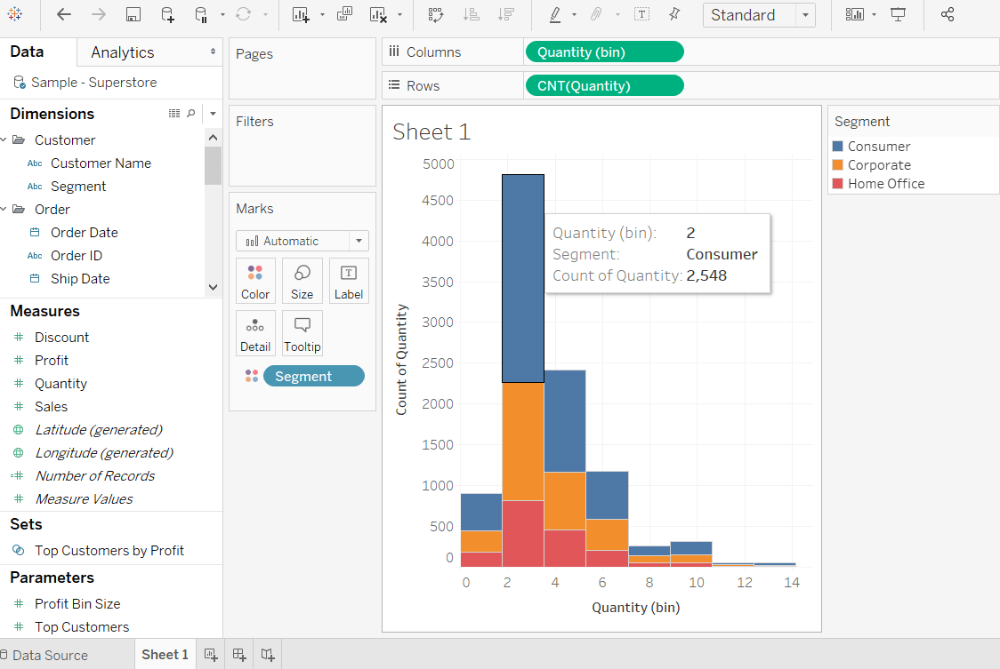 Standard
Data
Analytics
Sample - Superstore
Dimensions
Customer
Abc Customer Name
Abc Segment
Order
Order Date
Abc Order ID
Ship Date
Measures
Discount
Profit
Quantity
Sales
Latitude (generated)
Longitude (generated)
Number of Records
Measure Values
Sets
Top Customers by Profit
Parameters
Profit Bin Size
Top Customers
Pages
Filters
Marks
Automatic
Color Size Label
Detail Tooltip
Segment
Columns Quantity (bin)
Rows CNT(Quantity)
Sheet 1
5000
4500
4000
3500
3000
2500
2000
1500
1000
500
0
Count of Quantity
0 2 4 6 8 10 12 14
Quantity (bin)
Quantity (bin): 2
Segment: Consumer
Count of Quantity: 2,548
Segment
Consumer
Corporate
Home Office
Data Source Sheet 1